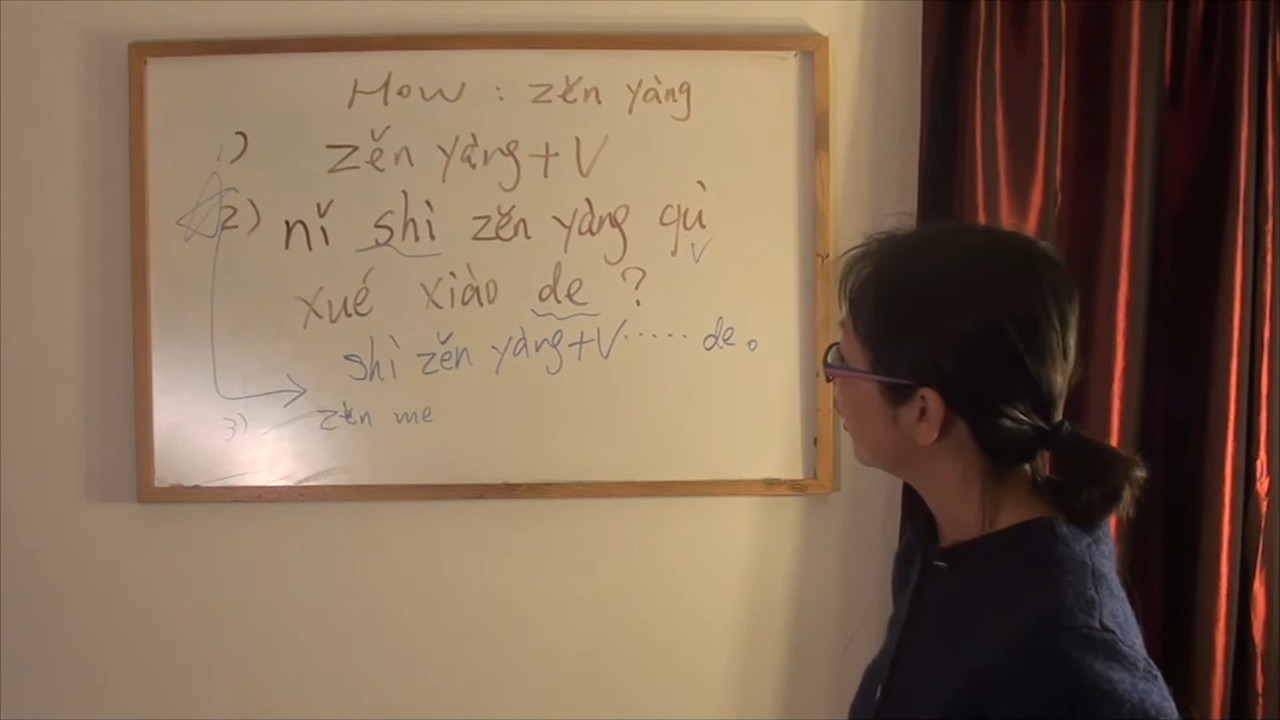 How : zěn yàng
1) zěn yàng + V
2) nǐ shì zěn yàng qù
V
xué xiào de ?
shì zěn yàng + V ...... de 。
3) zěn me